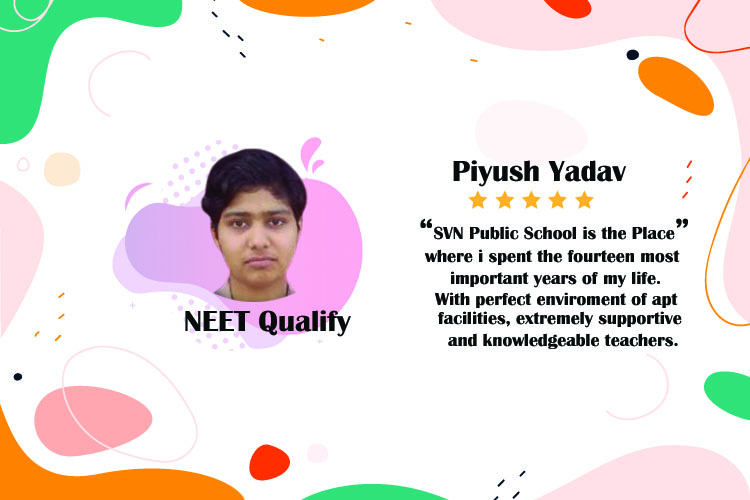 NEET Qualify
Piyush Yadav
“SVN Public School is the Place”
where i spent the fourteen most
important years of my life.
With perfect enviroment of apt
facilities, extremely supportive
and knowledgeable teachers.